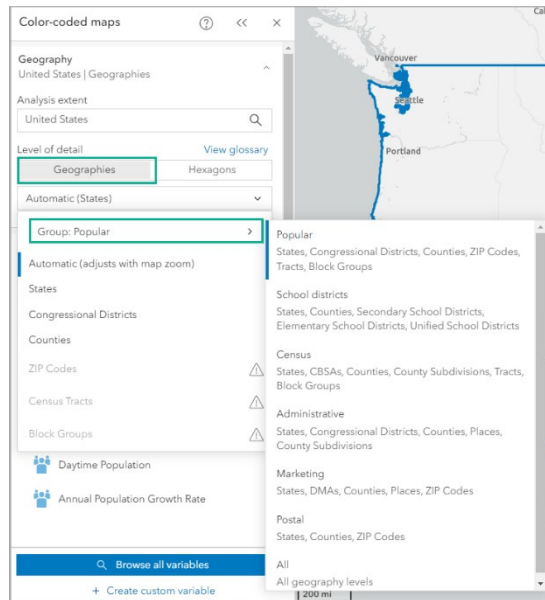 Color-coded maps
Geography
United States | Geographies
Analysis extent
United States
Level of detail
View glossary
Geographies
Hexagons
Automatic (States)
Group: Popular
Automatic (adjusts with map zoom)
States
Congressional Districts
Counties
ZIP Codes
Census Tracts
Block Groups
Daytime Population
Annual Population Growth Rate
Browse all variables
+ Create custom variable
Popular
States, Congressional Districts, Counties, ZIP Codes,
Tracts, Block Groups
School districts
States, Counties, Secondary School Districts,
Elementary School Districts, Unified School Districts
Census
States, CBSAs, Counties, County Subdivisions, Tracts,
Block Groups
Administrative
States, Congressional Districts, Counties, Places,
County Subdivisions
Marketing
States, DMAs, Counties, Places, ZIP Codes
Postal
States, Counties, ZIP Codes
All
All geography levels
Cal
Vancouver
Seattle
Portland
200 mi